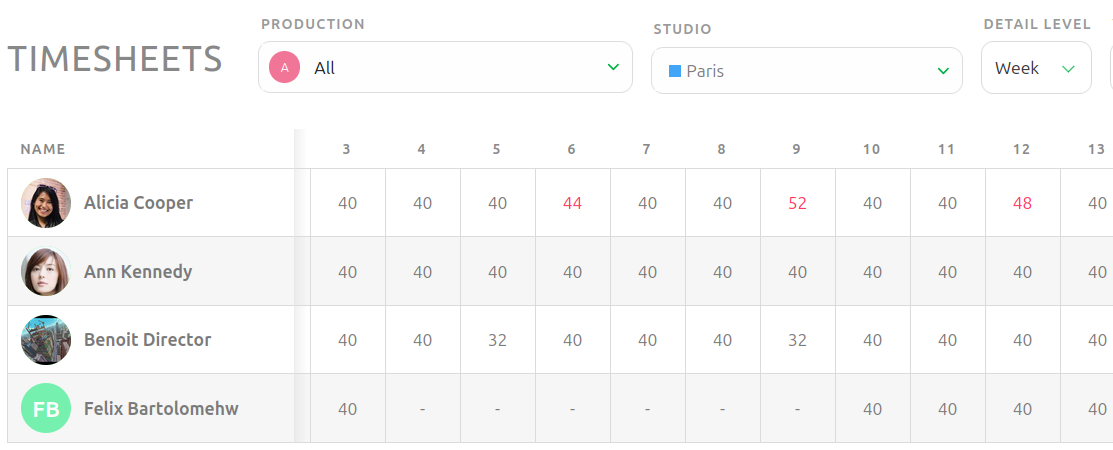 PRODUCTION STUDIO DETAIL LEVEL
TIMESHEETS A All Paris Week
NAME 3 4 5 6 7 8 9 10 11 12 13
Alicia Cooper 40 40 40 44 40 40 52 40 40 48 40
Ann Kennedy 40 40 40 40 40 40 40 40 40 40 40
Benoit Director 40 40 32 40 40 40 32 40 40 40 40
FB Felix Bartolomehw 40 - - - - - - 40 40 40 40